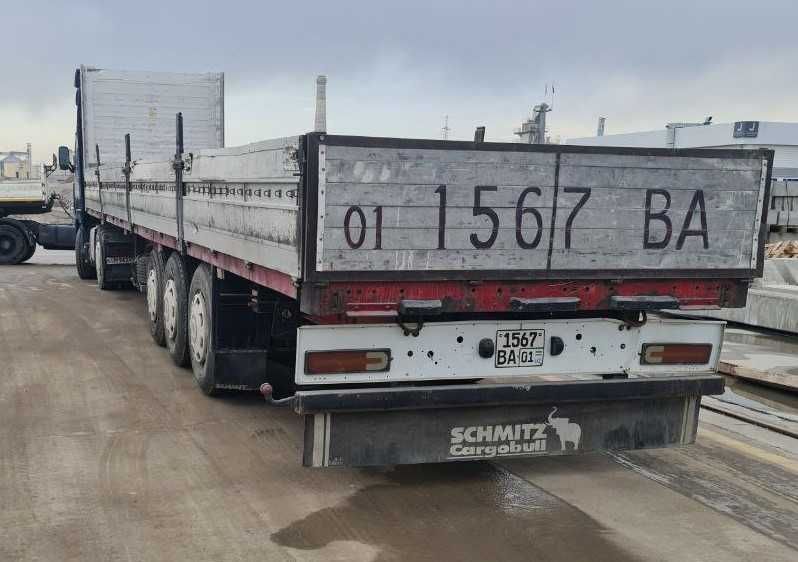 01 1567 BA
1567
BA 01
SCHMITZ
Cargobull